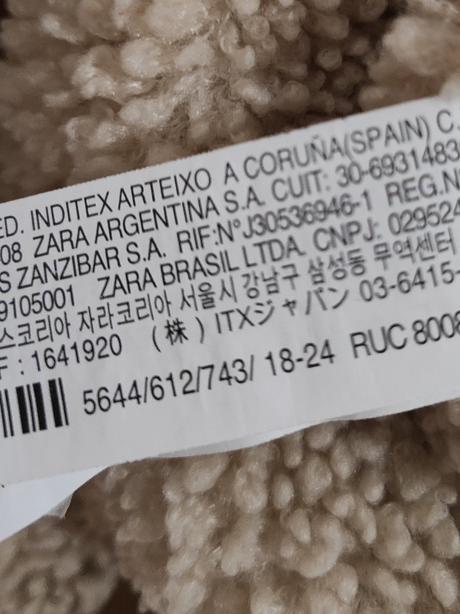 ED. INDITEX ARTEIXO A CORUÑA(SPAIN) C.
08 ZARA ARGENTINA S.A. CUIT: 30-6931483
S ZANZIBAR S.A. RIF:N°J30536946-1 REG.N
9105001 ZARA BRASIL LTDA. CNPJ: 029524
스코리아 자라코리아 서울시 강남구 삼성동 무역센터
F : 1641920 (株) ITXジャパン 03-6415-
5644/612/743/ 18-24 RUC 8008